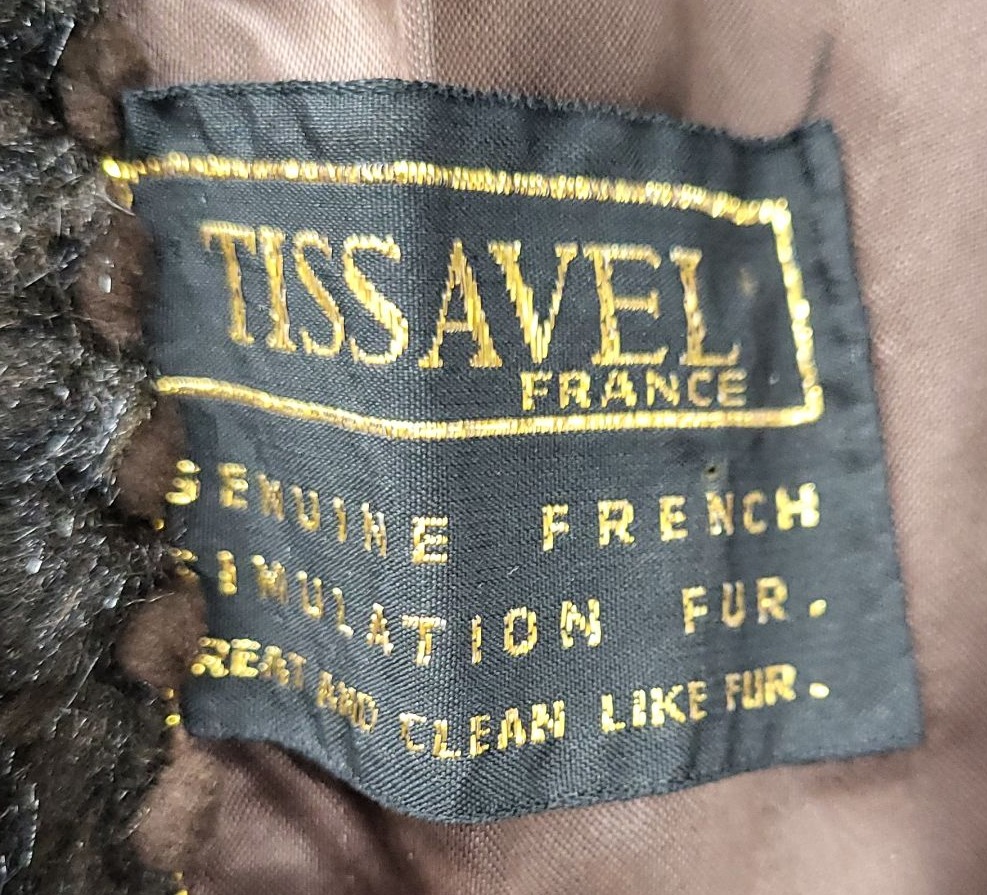 TISSAVEL
FRANCE
GENUINE FRENCH
SIMULATION FUR.
TREAT AND CLEAN LIKE FUR.